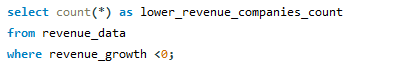 select count(*) as lower_revenue_companies_count
from revenue_data
where revenue_growth <0;